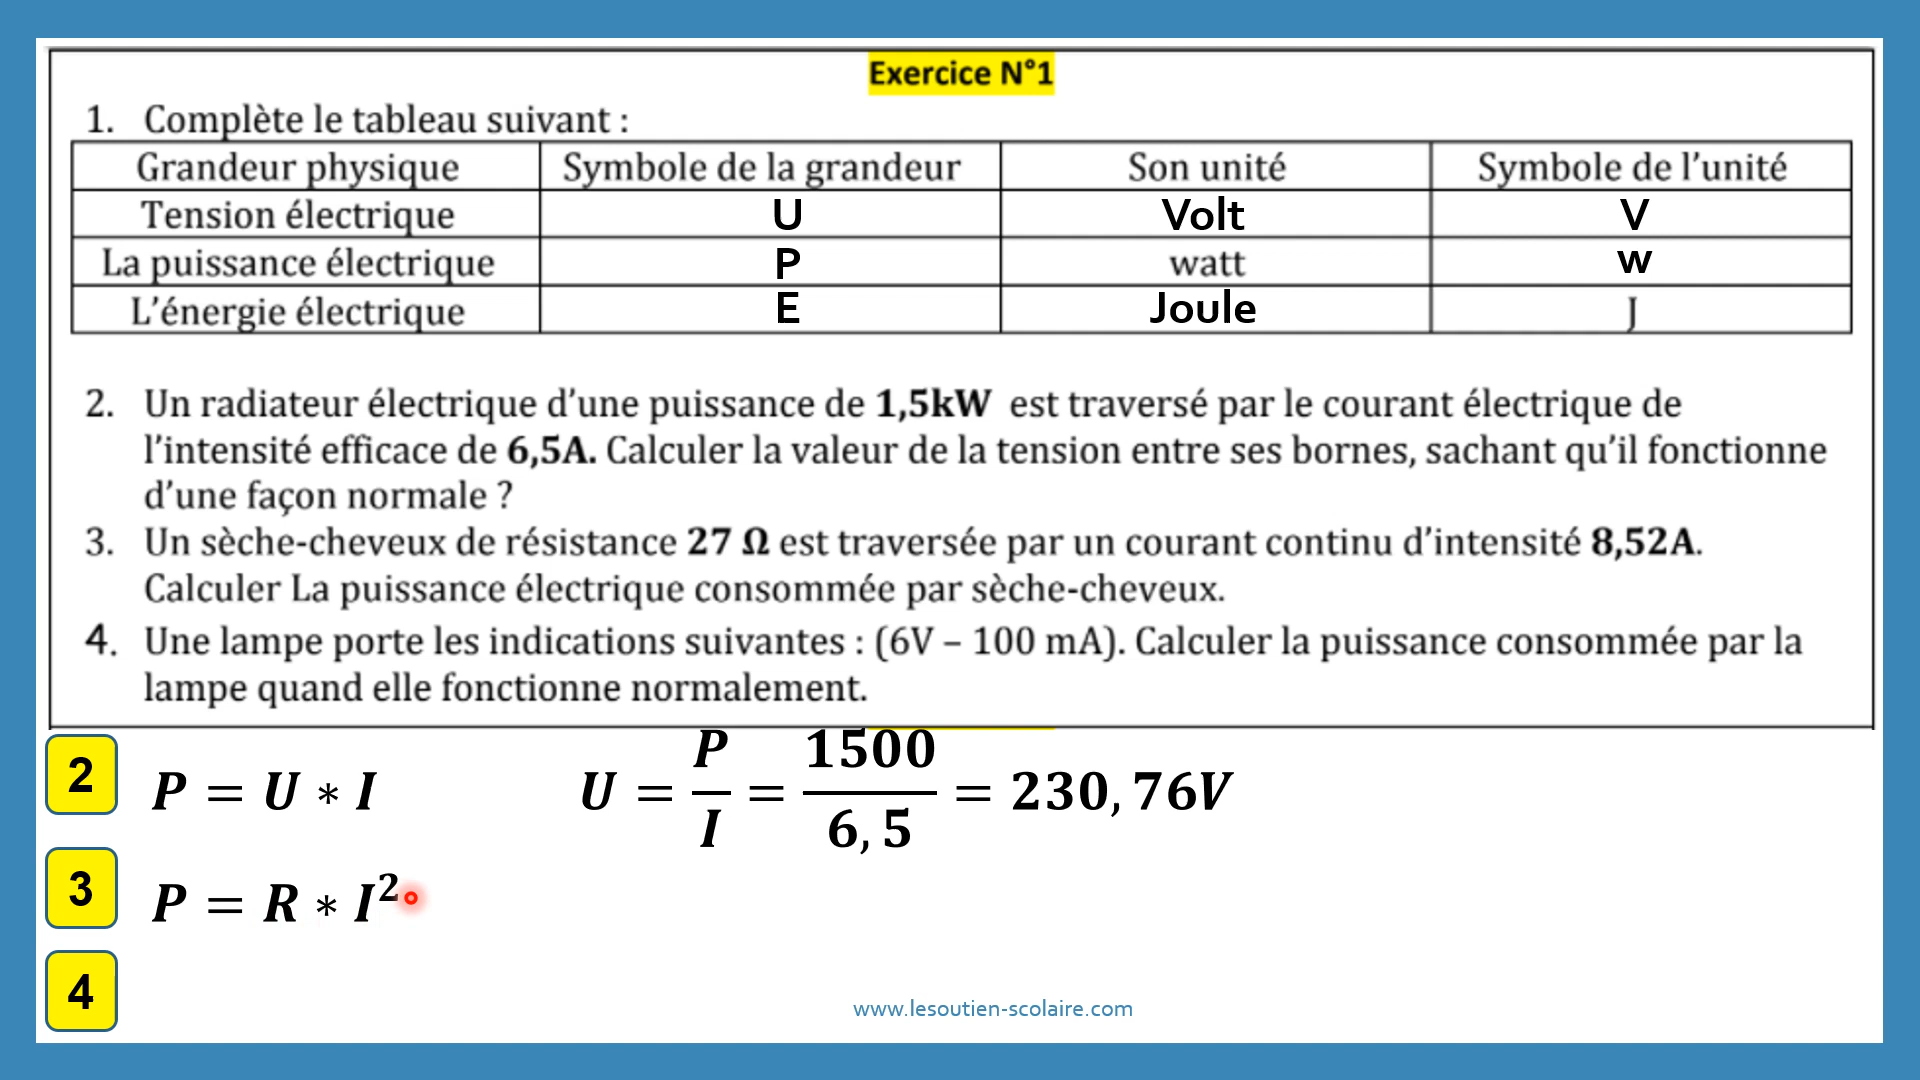 Exercice N°1
1. Complète le tableau suivant :
Grandeur physique Symbole de la grandeur Son unité Symbole de l’unité
Tension électrique U Volt V
La puissance électrique P watt w
L’énergie électrique E Joule J
2. Un radiateur électrique d’une puissance de 1,5kW est traversé par le courant électrique de
l’intensité efficace de 6,5A. Calculer la valeur de la tension entre ses bornes, sachant qu’il fonctionne
d’une façon normale ?
3. Un sèche-cheveux de résistance 27 Ω est traversée par un courant continu d’intensité 8,52A.
Calculer La puissance électrique consommée par sèche-cheveux.
4. Une lampe porte les indications suivantes : (6V – 100 mA). Calculer la puissance consommée par la
lampe quand elle fonctionne normalement.
2 P = U ∗ I U = P/I = 1500/6,5 = 230,76V
3 P = R ∗ I²
4
www.lesoutien-scolaire.com